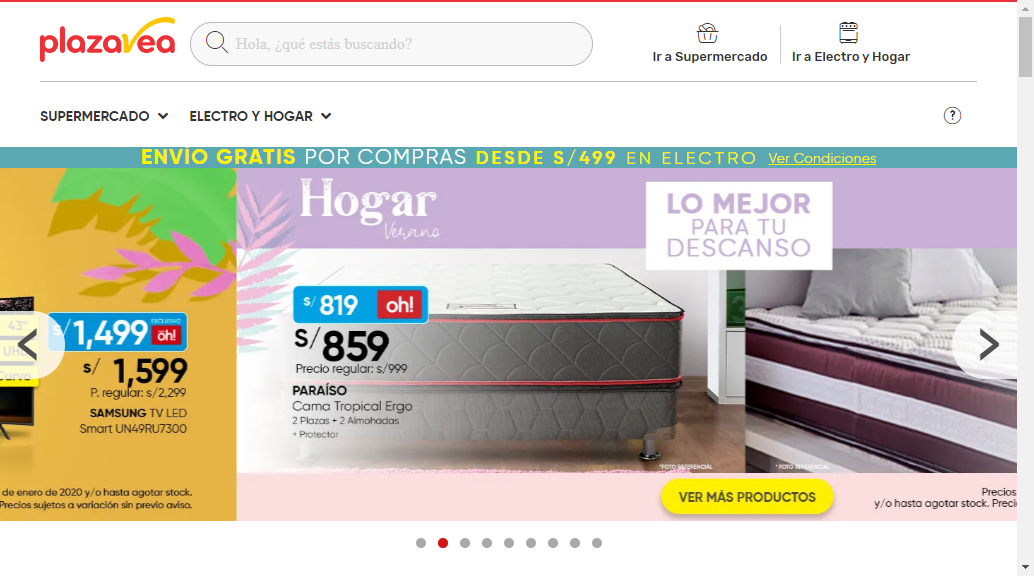 plazavea
Hola, ¿qué estás buscando?
Ir a Supermercado
Ir a Electro y Hogar
SUPERMERCADO
ELECTRO Y HOGAR
?
ENVÍO GRATIS POR COMPRAS DESDE S/499 EN ELECTRO Ver Condiciones
43"
UHD
Curvo
S/1,499 EXCLUSIVO oh!
S/ 1,599
P. regular: s/2,299
SAMSUNG TV LED
Smart UN49RU7300
de enero de 2020 y/o hasta agotar stock.
Precios sujetos a variación sin previo aviso.
Hogar
Verano
LO MEJOR
PARA TU
DESCANSO
S/ 819 oh!
S/ 859
Precio regular: s/999
PARAÍSO
Cama Tropical Ergo
2 Plazas + 2 Almohadas
+ Protector
*FOTO REFERENCIAL
*FOTO REFERENCIAL
VER MÁS PRODUCTOS
Precios
y/o hasta agotar stock. Preci